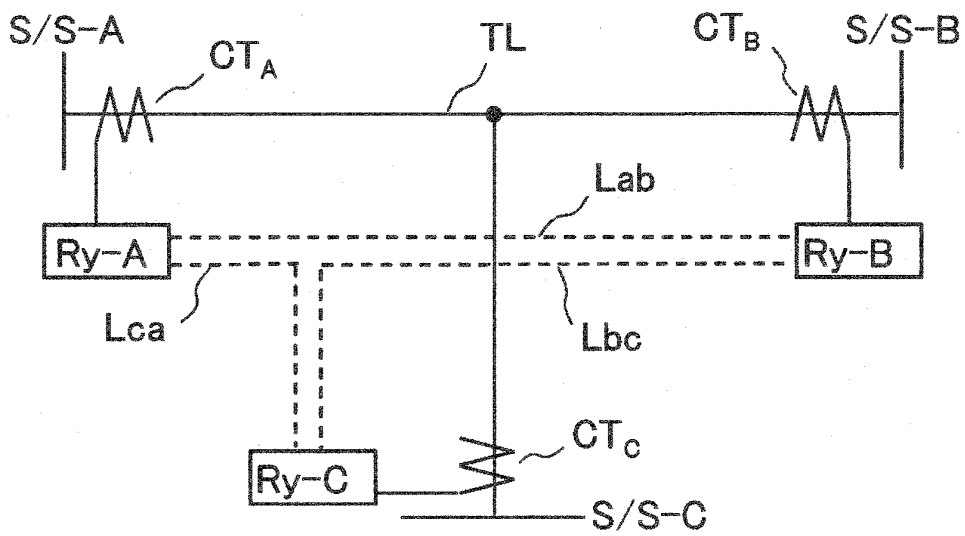 S/S-A
CTA
TL
CTB
S/S-B
Lab
Ry-A
Ry-B
Lca
Lbc
CTC
Ry-C
S/S-C